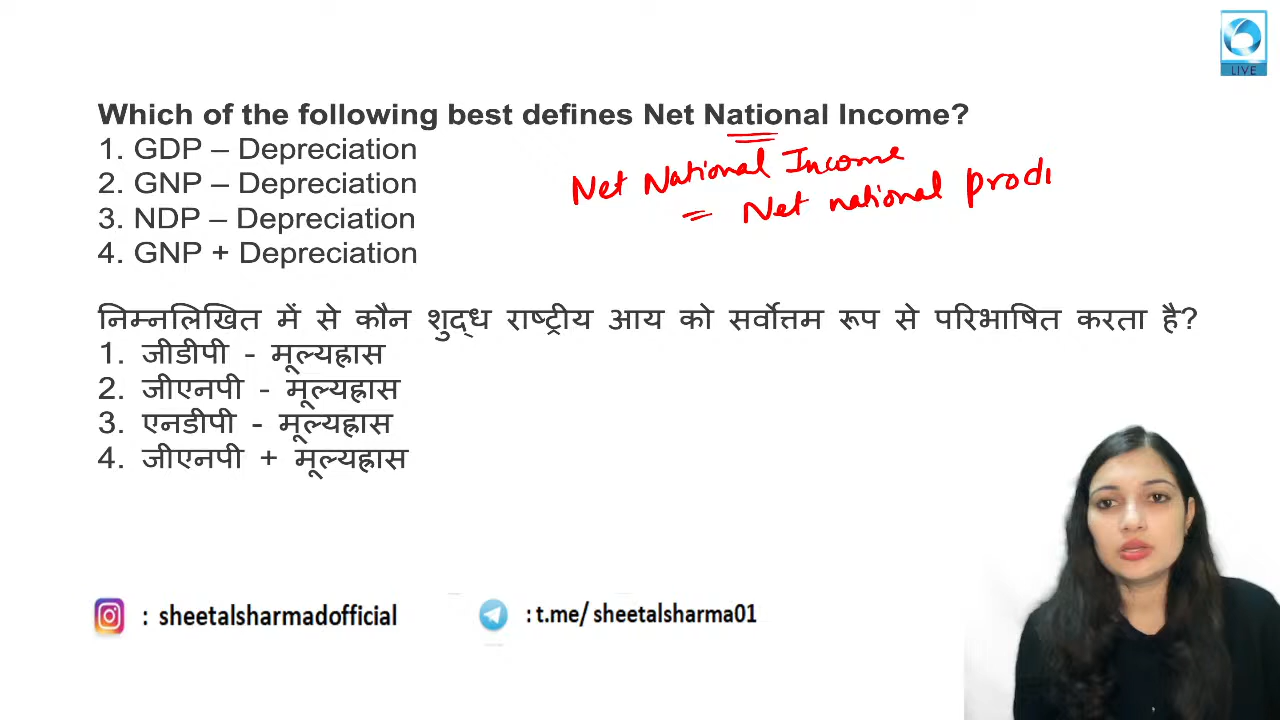 LIVE
Which of the following best defines Net National Income?
1. GDP – Depreciation
2. GNP – Depreciation
3. NDP – Depreciation
4. GNP + Depreciation
Net National Income
= Net national prod
निम्नलिखित में से कौन शुद्ध राष्ट्रीय आय को सर्वोत्तम रूप से परिभाषित करता है?
1. जीडीपी - मूल्यह्रास
2. जीएनपी - मूल्यह्रास
3. एनडीपी - मूल्यह्रास
4. जीएनपी + मूल्यह्रास
: sheetalsharmadofficial
: t.me/ sheetalsharma01